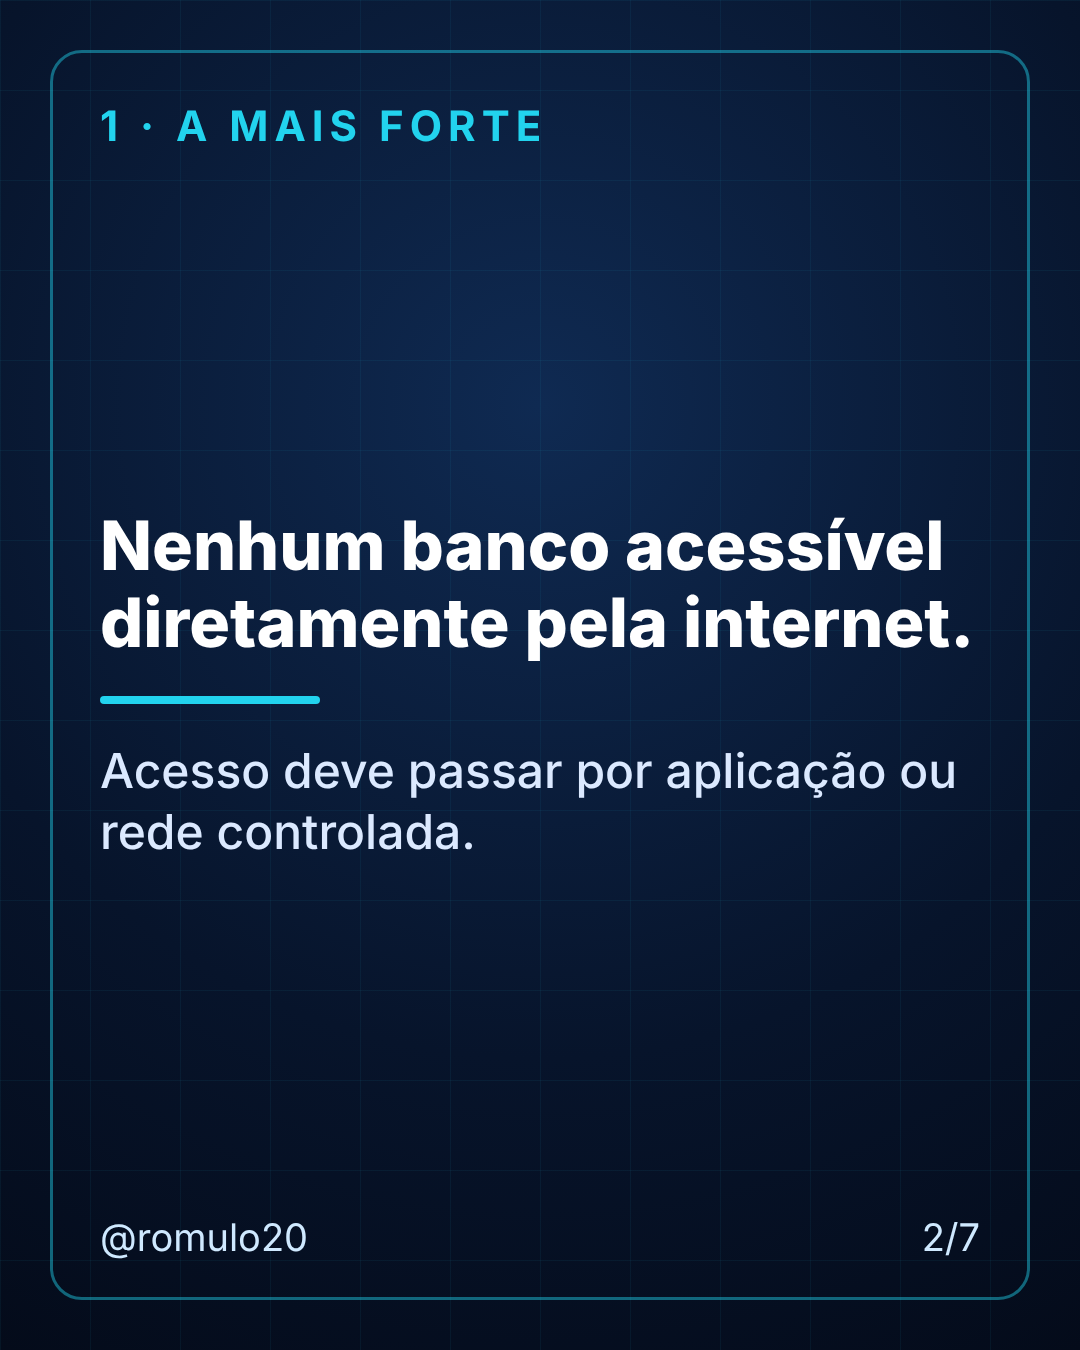 1 · A MAIS FORTE
Nenhum banco acessível
diretamente pela internet.
Acesso deve passar por aplicação ou
rede controlada.
@romulo20
2/7